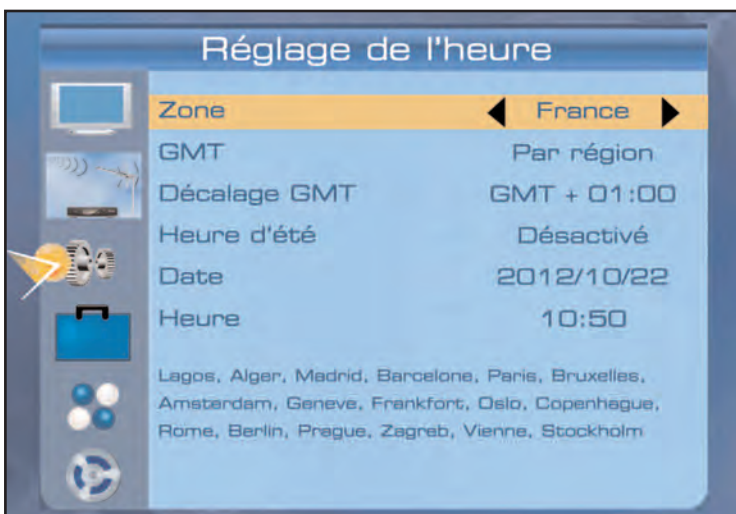 Réglage de l'heure
Zone France
GMT Par région
Décalage GMT GMT + 01:00
Heure d'été Désactivé
Date 2012/10/22
Heure 10:50
Lagos, Alger, Madrid, Barcelone, Paris, Bruxelles,
Amsterdam, Geneve, Frankfort, Oslo, Copenhague,
Rome, Berlin, Prague, Zagreb, Vienne, Stockholm